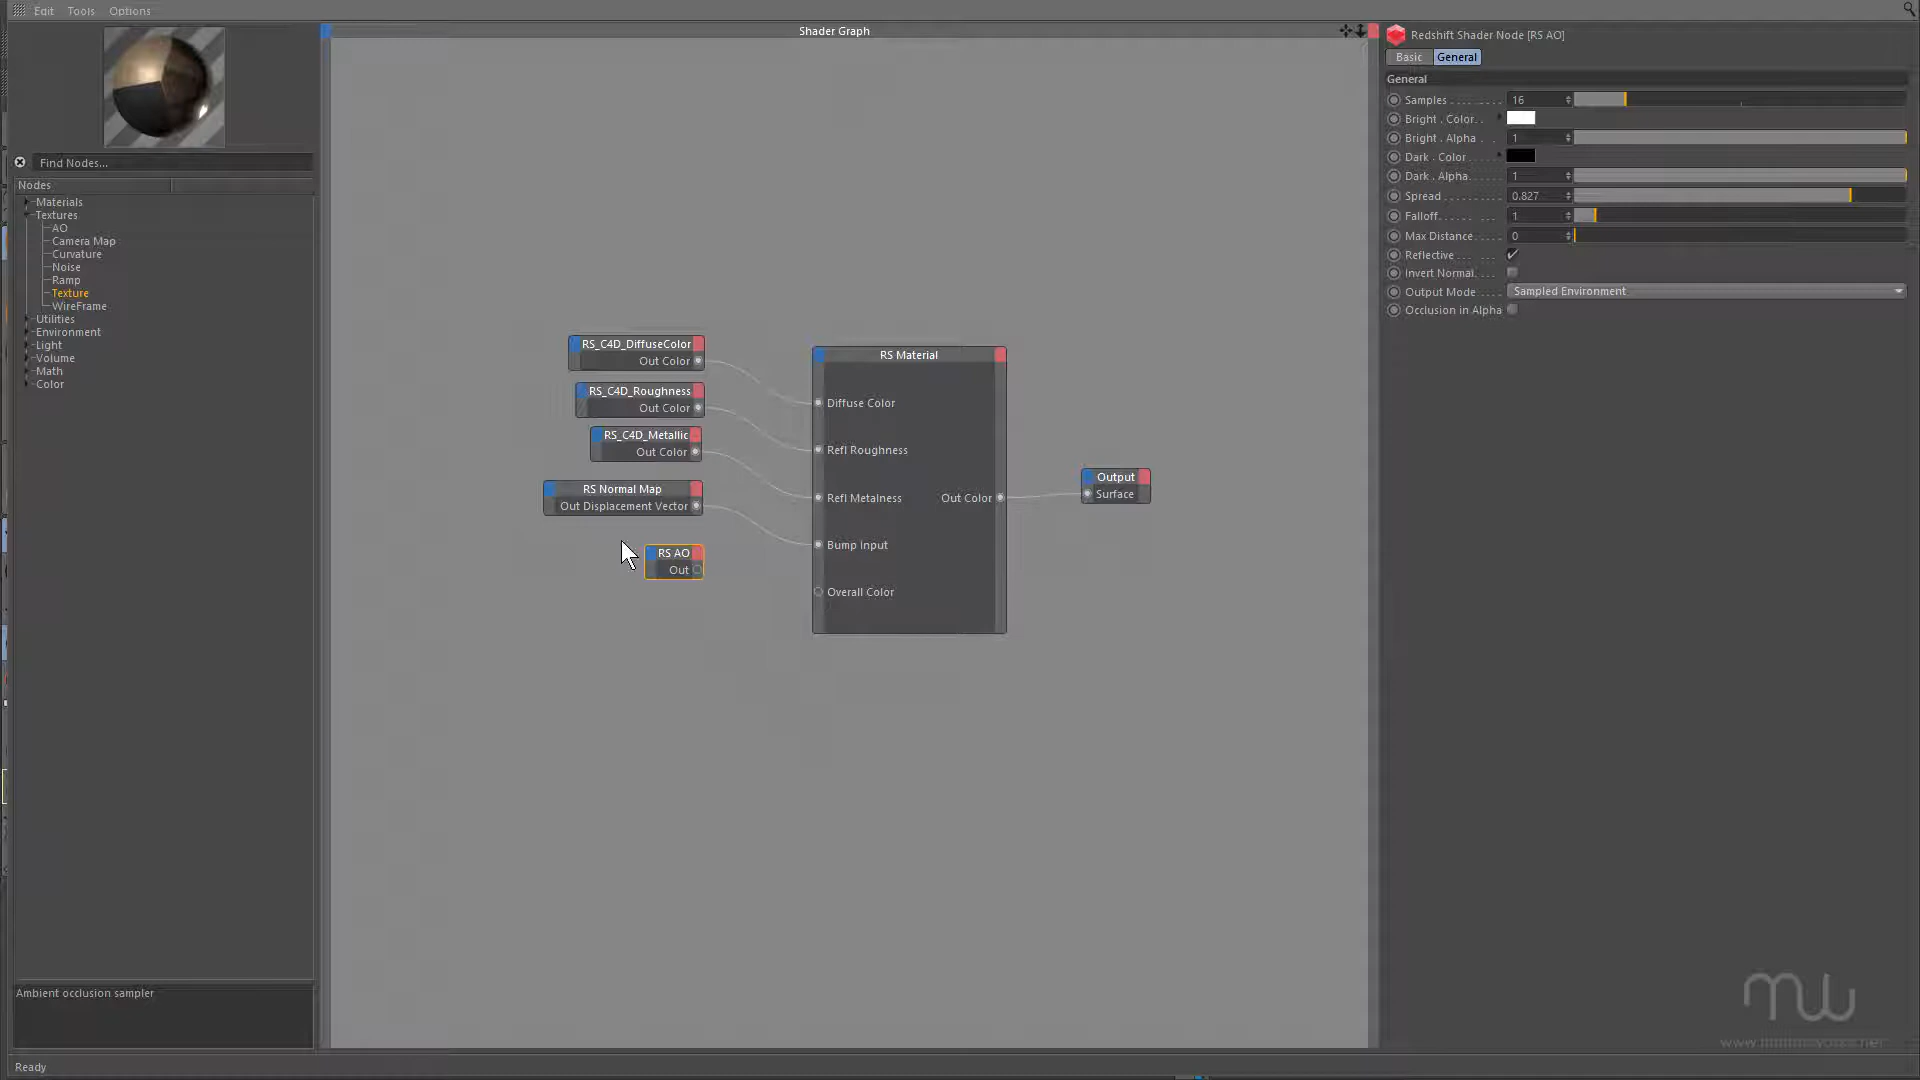 Edit Tools Options
Shader Graph
Find Nodes...
Nodes
Materials
Textures
AO
Camera Map
Curvature
Noise
Ramp
Texture
WireFrame
Utilities
Environment
Light
Volume
Math
Color
Ambient occlusion sampler
Ready
RS_C4D_DiffuseColor
Out Color
RS_C4D_Roughness
Out Color
RS_C4D_Metallic
Out Color
RS Normal Map
Out Displacement Vector
RS AO
Out
RS Material
Diffuse Color
Refl Roughness
Refl Metalness Out Color
Bump Input
Overall Color
Output
Surface
Redshift Shader Node [RS AO]
Basic General
General
Samples 16
Bright . Color
Bright . Alpha 1
Dark . Color
Dark . Alpha 1
Spread 0.827
Falloff 1
Max Distance 0
Reflective
Invert Normal
Output Mode Sampled Environment
Occlusion in Alpha
mw